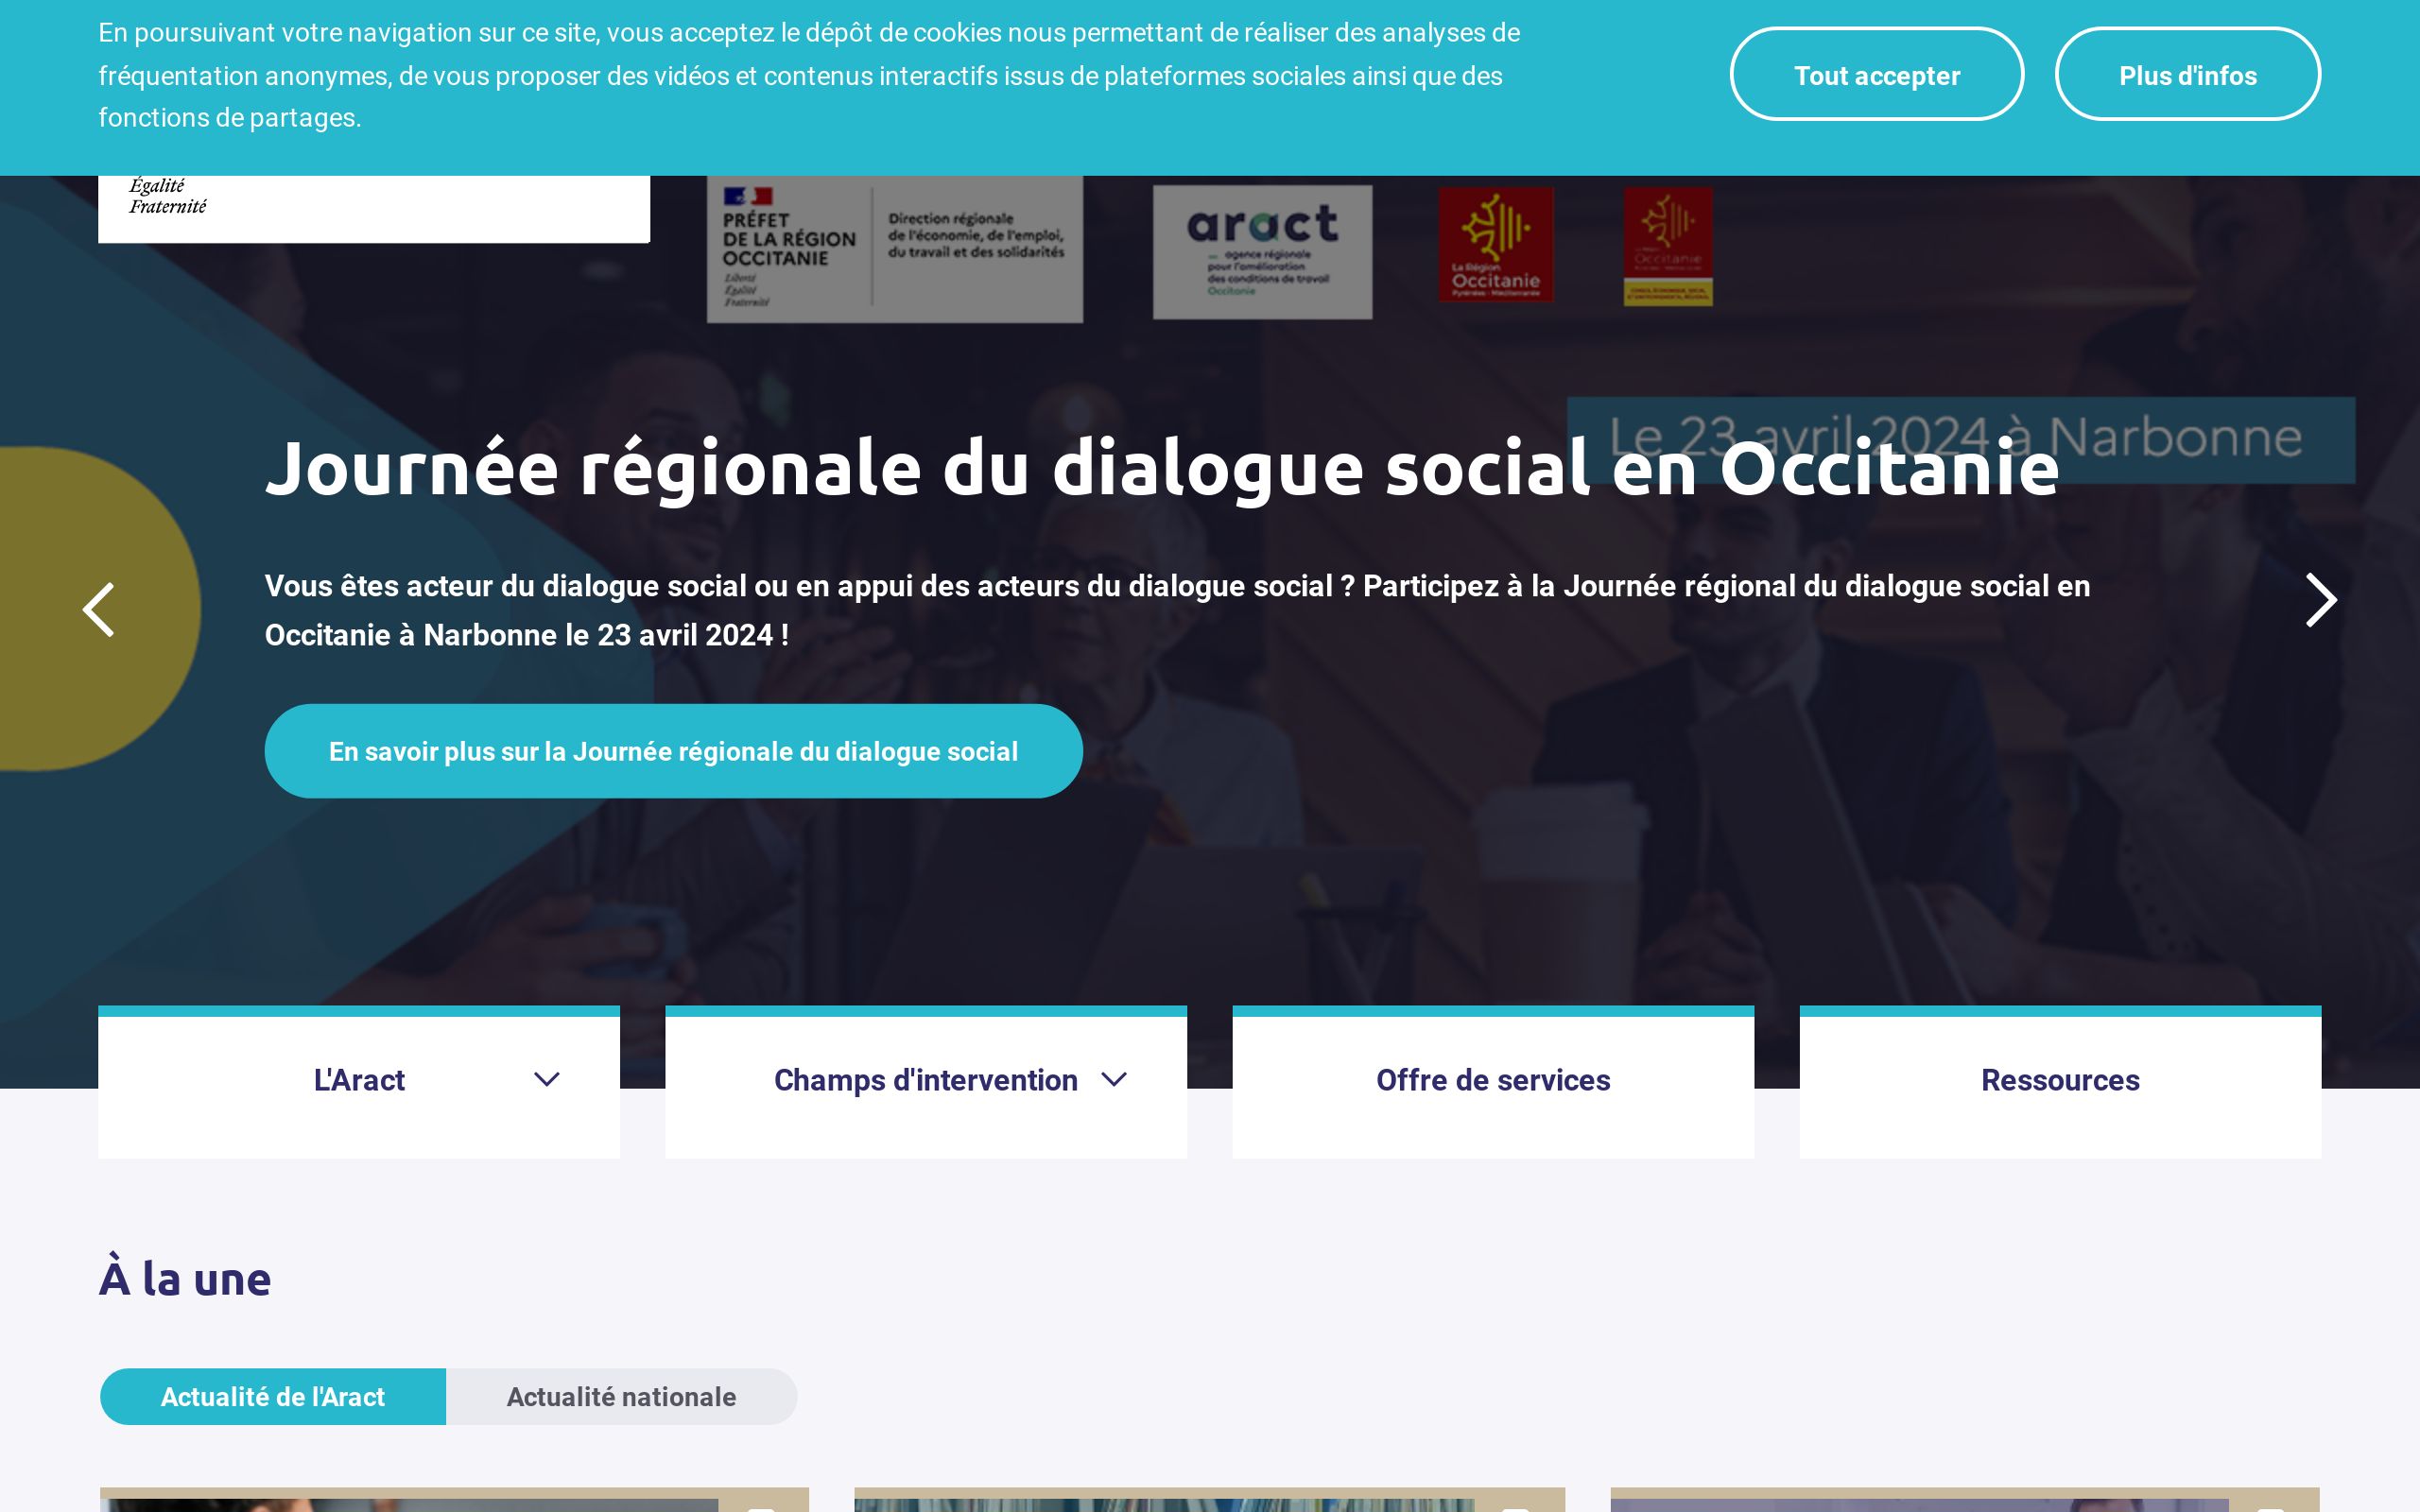 En poursuivant votre navigation sur ce site, vous acceptez le dépôt de cookies nous permettant de réaliser des analyses de
fréquentation anonymes, de vous proposer des vidéos et contenus interactifs issus de plateformes sociales ainsi que des
fonctions de partages.
Tout accepter
Plus d'infos
Égalité
Fraternité
PRÉFET
DE LA RÉGION
OCCITANIE
Liberté
Égalité
Fraternité
Direction régionale
de l'économie, de l'emploi,
du travail et des solidarités
aract
agence régionale
pour l'amélioration
des conditions de travail
Occitanie
La Région
Occitanie
Pyrénées - Méditerranée
Occitanie
Le 23 avril 2024 à Narbonne
Journée régionale du dialogue social en Occitanie
Vous êtes acteur du dialogue social ou en appui des acteurs du dialogue social ? Participez à la Journée régional du dialogue social en
Occitanie à Narbonne le 23 avril 2024 !
En savoir plus sur la Journée régionale du dialogue social
L'Aract
Champs d'intervention
Offre de services
Ressources
À la une
Actualité de l'Aract
Actualité nationale